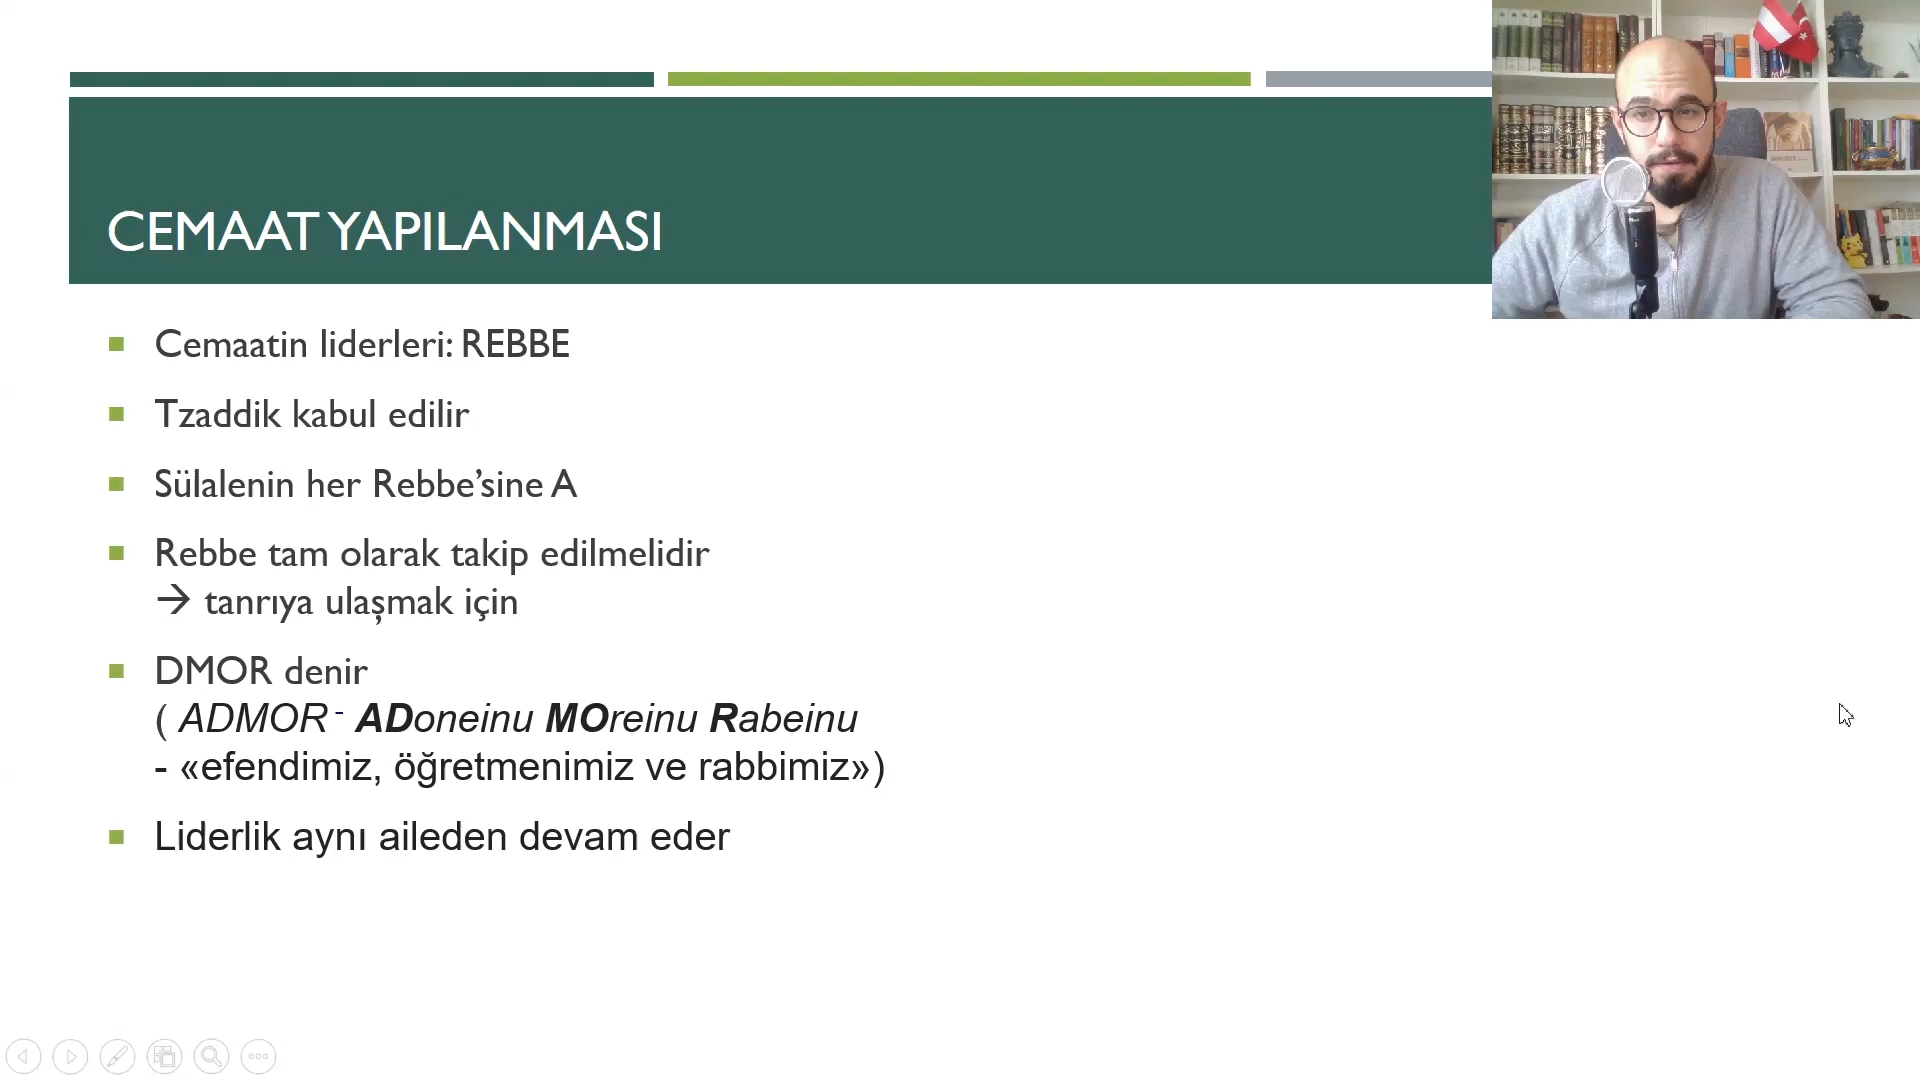 CEMAAT YAPILANMASI
Cemaatin liderleri: REBBE
Tzaddik kabul edilir
Sülalenin her Rebbe’sine A
Rebbe tam olarak takip edilmelidir
→ tanrıya ulaşmak için
DMOR denir
( ADMOR - ADoneinu MOreinu Rabeinu
- «efendimiz, öğretmenimiz ve rabbimiz»)
Liderlik aynı aileden devam eder